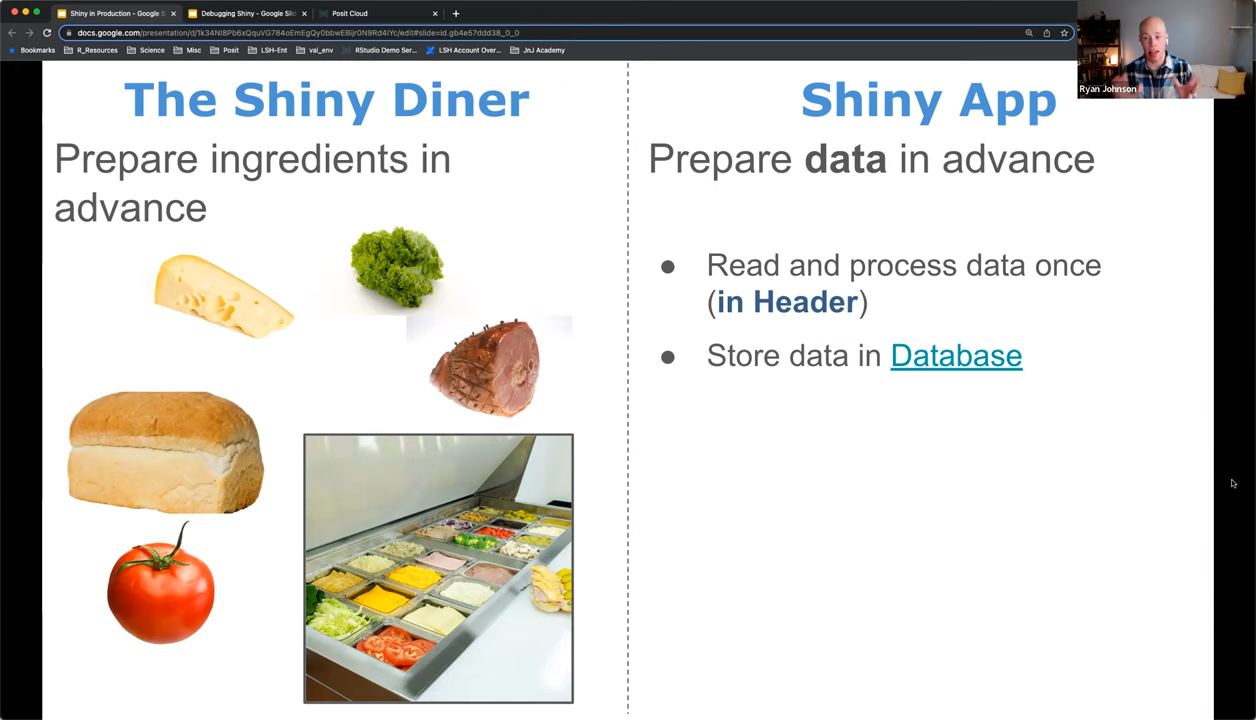 Shiny in Production - Google S
Debugging Shiny - Google Slid
Posit Cloud
docs.google.com/presentation/d/1k34NI8Pb6xQquVG784oEmEgQy0bbwEBijr0N9Rd4IYc/edit#slide=id.gb4e57ddd38_0_0
Bookmarks
R_Resources
Science
Misc
Posit
LSH-Ent
val_env
RStudio Demo Ser...
LSH Account Over...
JnJ Academy
Ryan Johnson
The Shiny Diner
Prepare ingredients in
advance
Shiny App
Prepare data in advance
● Read and process data once
(in Header)
● Store data in Database